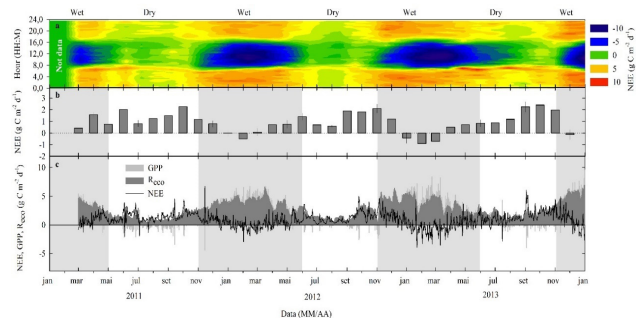 Wet Dry Wet Dry Wet Dry Wet
a
24,0
20,0
16,0
12,0
8,0
4,0
0,0
Hour (HH:M)
Not data
-10
-5
0
5
10
NEE (g C m-2 d-1)
b
3
2
1
0
-1
-2
NEE (g C m-2 d-1)
c
GPP
Reco
NEE
10
5
0
-5
NEE, GPP, Reco (g C m-2 d-1)
jan mar mai jul set nov jan mar mai jul set nov jan mar mai jul set nov jan
2011 2012 2013
Data (MM/AA)